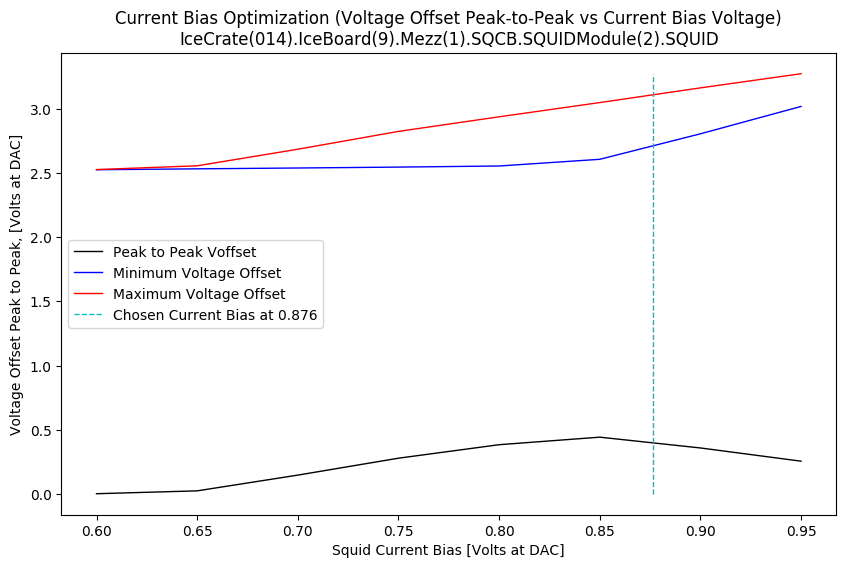 Current Bias Optimization (Voltage Offset Peak-to-Peak vs Current Bias Voltage)
IceCrate(014).IceBoard(9).Mezz(1).SQCB.SQUIDModule(2).SQUID
Voltage Offset Peak to Peak, [Volts at DAC]
3.0
2.5
2.0
1.5
1.0
0.5
0.0
Peak to Peak Voffset
Minimum Voltage Offset
Maximum Voltage Offset
Chosen Current Bias at 0.876
0.60 0.65 0.70 0.75 0.80 0.85 0.90 0.95
Squid Current Bias [Volts at DAC]